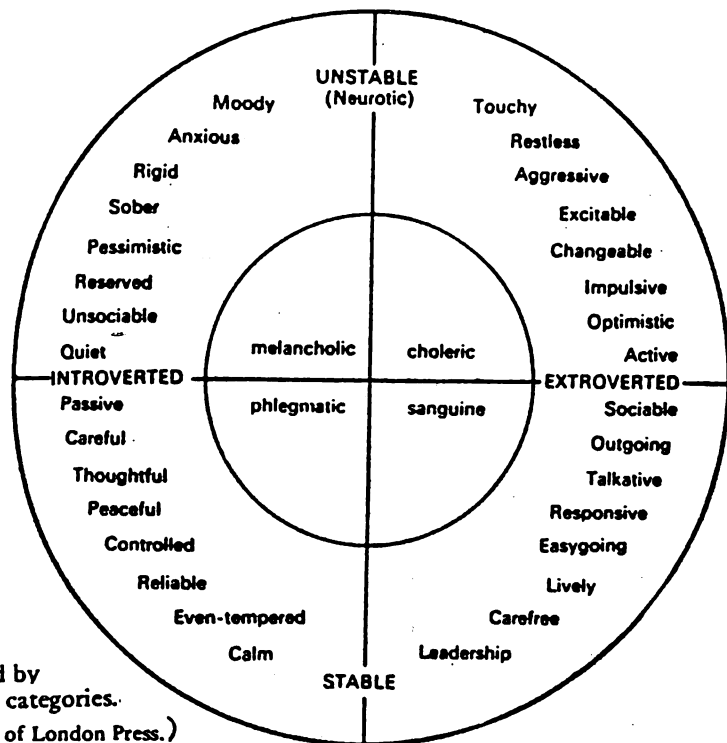 UNSTABLE
(Neurotic)
Moody
Anxious
Rigid
Sober
Pessimistic
Reserved
Unsociable
Quiet
Touchy
Restless
Aggressive
Excitable
Changeable
Impulsive
Optimistic
Active
melancholic
choleric
INTROVERTED
EXTROVERTED
phlegmatic
sanguine
Passive
Careful
Thoughtful
Peaceful
Controlled
Reliable
Even-tempered
Calm
Sociable
Outgoing
Talkative
Responsive
Easygoing
Lively
Carefree
Leadership
STABLE
d by
categories.
of London Press.)